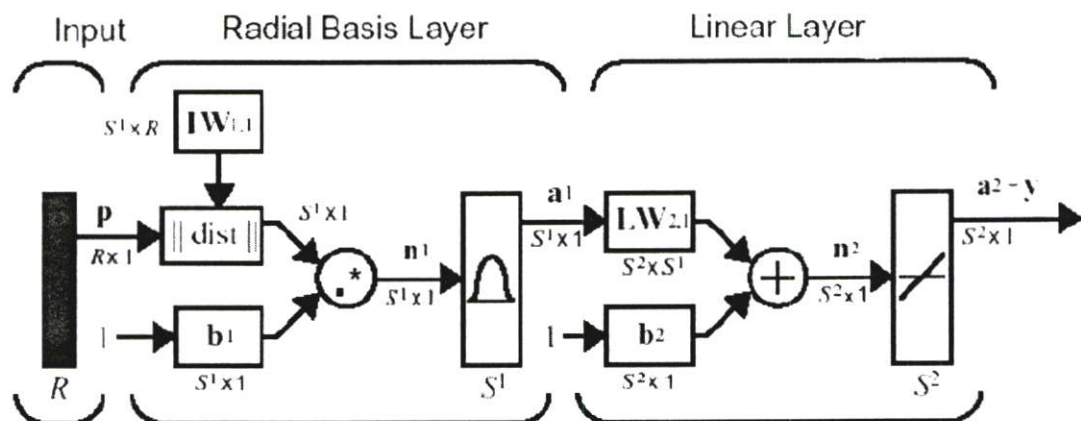 Input Radial Basis Layer Linear Layer
S¹×R IW1,1
p R×1 || dist || S¹×1
.* n¹ S¹×1
a¹ S¹×1 LW2,1 S²×S¹
+ n² S²×1
a² - y S²×1
1 b1 S¹×1
1 b2 S²×1
R S¹ S²